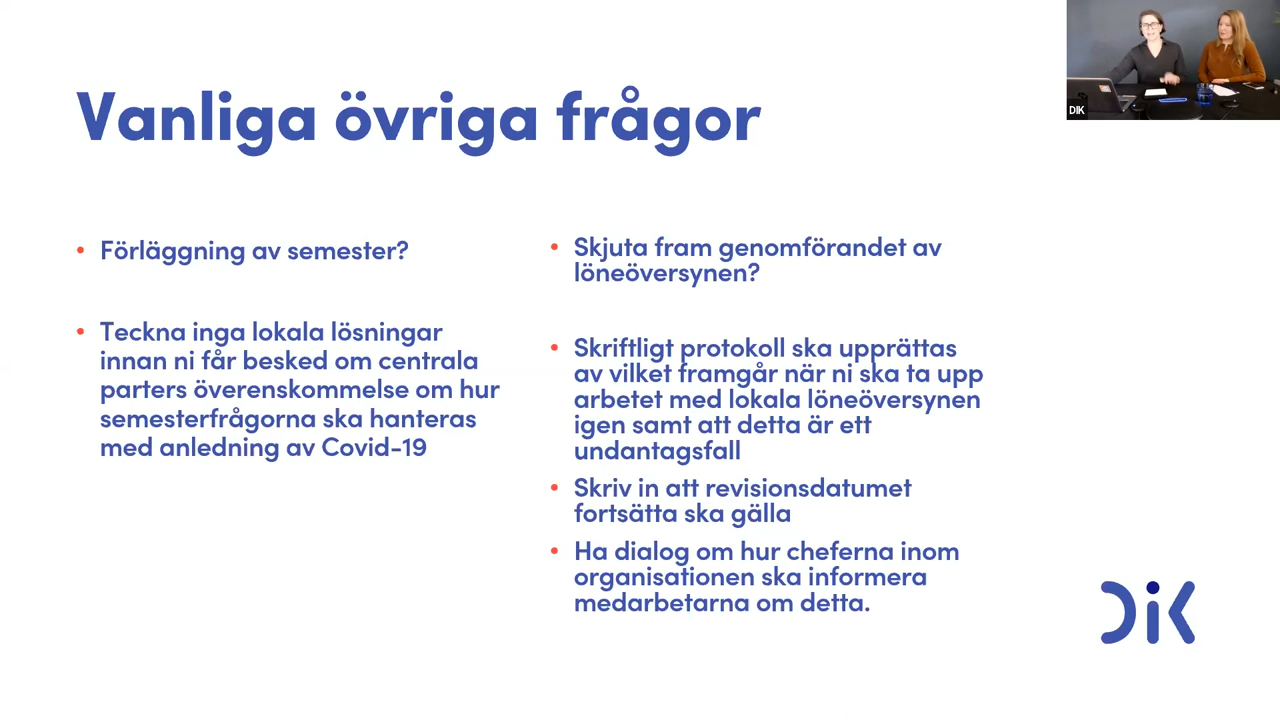 Vanliga övriga frågor
• Förläggning av semester?
• Teckna inga lokala lösningar
innan ni får besked om centrala
parters överenskommelse om hur
semesterfrågorna ska hanteras
med anledning av Covid-19
• Skjuta fram genomförandet av
löneöversynen?
• Skriftligt protokoll ska upprättas
av vilket framgår när ni ska ta upp
arbetet med lokala löneöversynen
igen samt att detta är ett
undantagsfall
• Skriv in att revisionsdatumet
fortsätta ska gälla
• Ha dialog om hur cheferna inom
organisationen ska informera
medarbetarna om detta.
DIK
DiK